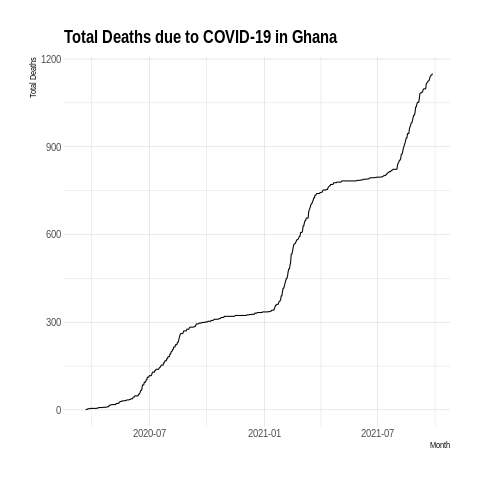 Total Deaths due to COVID-19 in Ghana
Total Deaths
1200
900
600
300
0
2020-07
2021-01
2021-07
Month